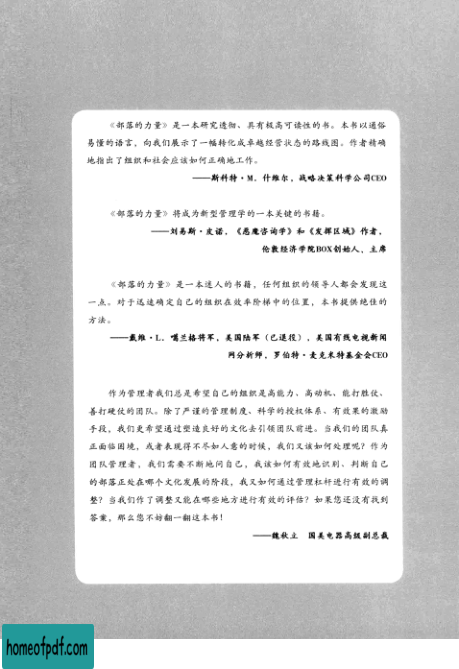 《部落的力量》是一本研究透彻、具有极高可读性的书。本书以通俗
易懂的语言，向我们展示了一幅转化成卓越经营状态的路线图。作者精确
地指出了组织和社会应该如何正确地工作。
——斯科特·M. 什维尔，战略决策科学公司CEO
《部落的力量》将成为新型管理学的一本关键的书籍。
——刘易斯·皮诺，《恶魔咨询学》和《发挥区域》作者，
伦敦经济学院BOX创始人、主席
《部落的力量》是一本迷人的书籍，任何组织的领导人都会发现这
一点。对于迅速确定自己的组织在效率阶梯中的位置，本书提供绝佳的
方法。
——戴维·L. 噶兰格将军，美国陆军（已退役），美国有线电视新闻
网分析师，罗伯特·麦克米特基金会CEO
作为管理者我们总是希望自己的组织是高能力、高动机、能打胜仗、
善打硬仗的团队。除了严谨的管理制度、科学的授权体系、有效果的激励
手段，我们更希望通过塑造良好的文化去引领团队前进。当我们的团队真
正面临困境，或者表现得不尽如人意的时候，我们又该如何处理呢？作为
团队管理者，我们需要不断地问自己，我该如何有效地识别、判断自己
的部落正处在哪个文化发展的阶段，我又如何通过管理杠杆进行有效的调
整？当我们作了调整又能在哪些地方进行有效的评估？如果您还没有找到
答案，那么您不妨翻一翻这本书！
——魏秋立　国美电器高级副总裁
homeofpdf.com